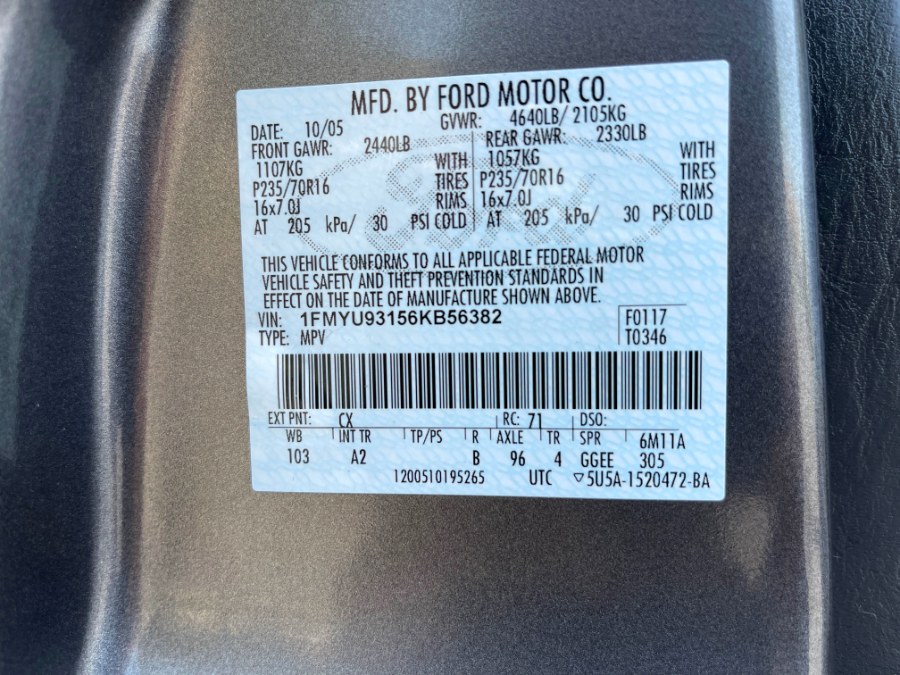 MFD. BY FORD MOTOR CO.
DATE: 10/05 GVWR: 4640LB/ 2105KG
FRONT GAWR: 2440LB REAR GAWR: 2330LB
1107KG WITH 1057KG WITH
P235/70R16 TIRES P235/70R16 TIRES
16x7.0J RIMS 16x7.0J RIMS
AT 205 kPa/ 30 PSI COLD AT 205 kPa/ 30 PSI COLD
THIS VEHICLE CONFORMS TO ALL APPLICABLE FEDERAL MOTOR
VEHICLE SAFETY AND THEFT PREVENTION STANDARDS IN
EFFECT ON THE DATE OF MANUFACTURE SHOWN ABOVE.
VIN: 1FMYU93156KB56382 F0117
TYPE: MPV T0346
EXT PNT: CX RC: 71 DSO:
WB INT TR TP/PS R AXLE TR SPR 6M11A
103 A2 B 96 4 GGEE 305
1200510195265 UTC ▽5U5A-1520472-BA